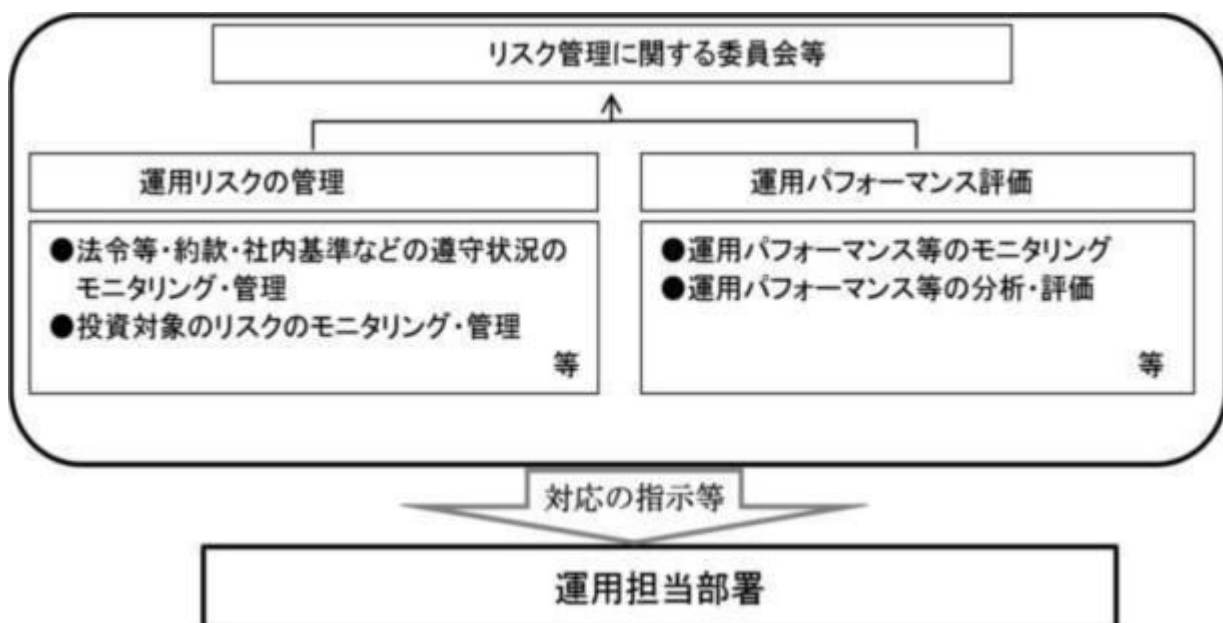 リスク管理に関する委員会等
運用リスクの管理
●法令等・約款・社内基準などの遵守状況の
モニタリング・管理
●投資対象のリスクのモニタリング・管理
等
運用パフォーマンス評価
●運用パフォーマンス等のモニタリング
●運用パフォーマンス等の分析・評価
等
対応の指示等
運用担当部署